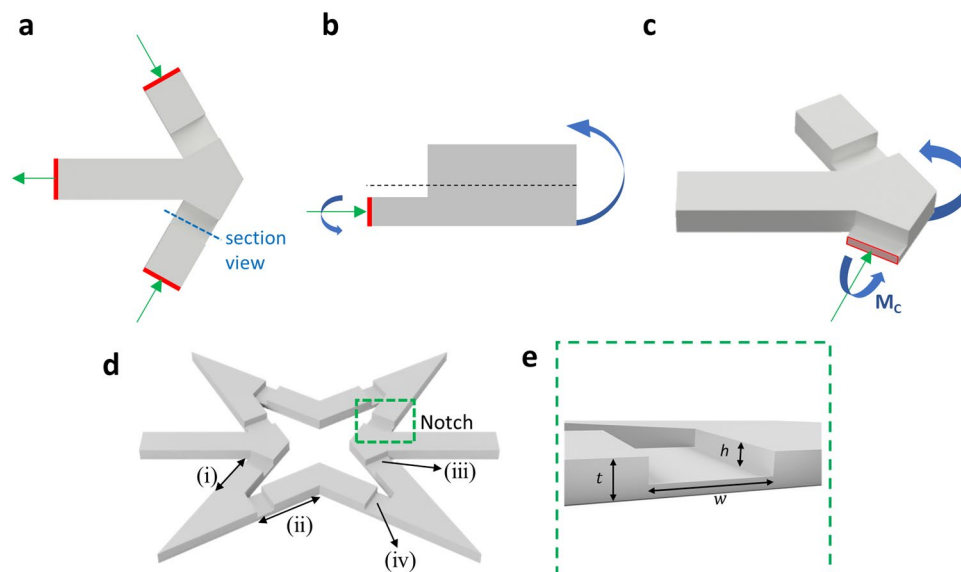 a
b
c
section
view
M_C
d
Notch
(i)
(ii)
(iii)
(iv)
e
h
t
w